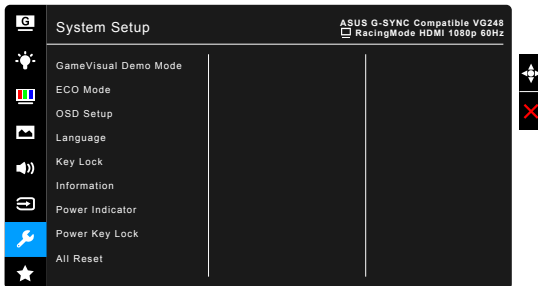 G
System Setup
ASUS G-SYNC Compatible VG248
RacingMode HDMI 1080p 60Hz
GameVisual Demo Mode
ECO Mode
OSD Setup
Language
Key Lock
Information
Power Indicator
Power Key Lock
All Reset